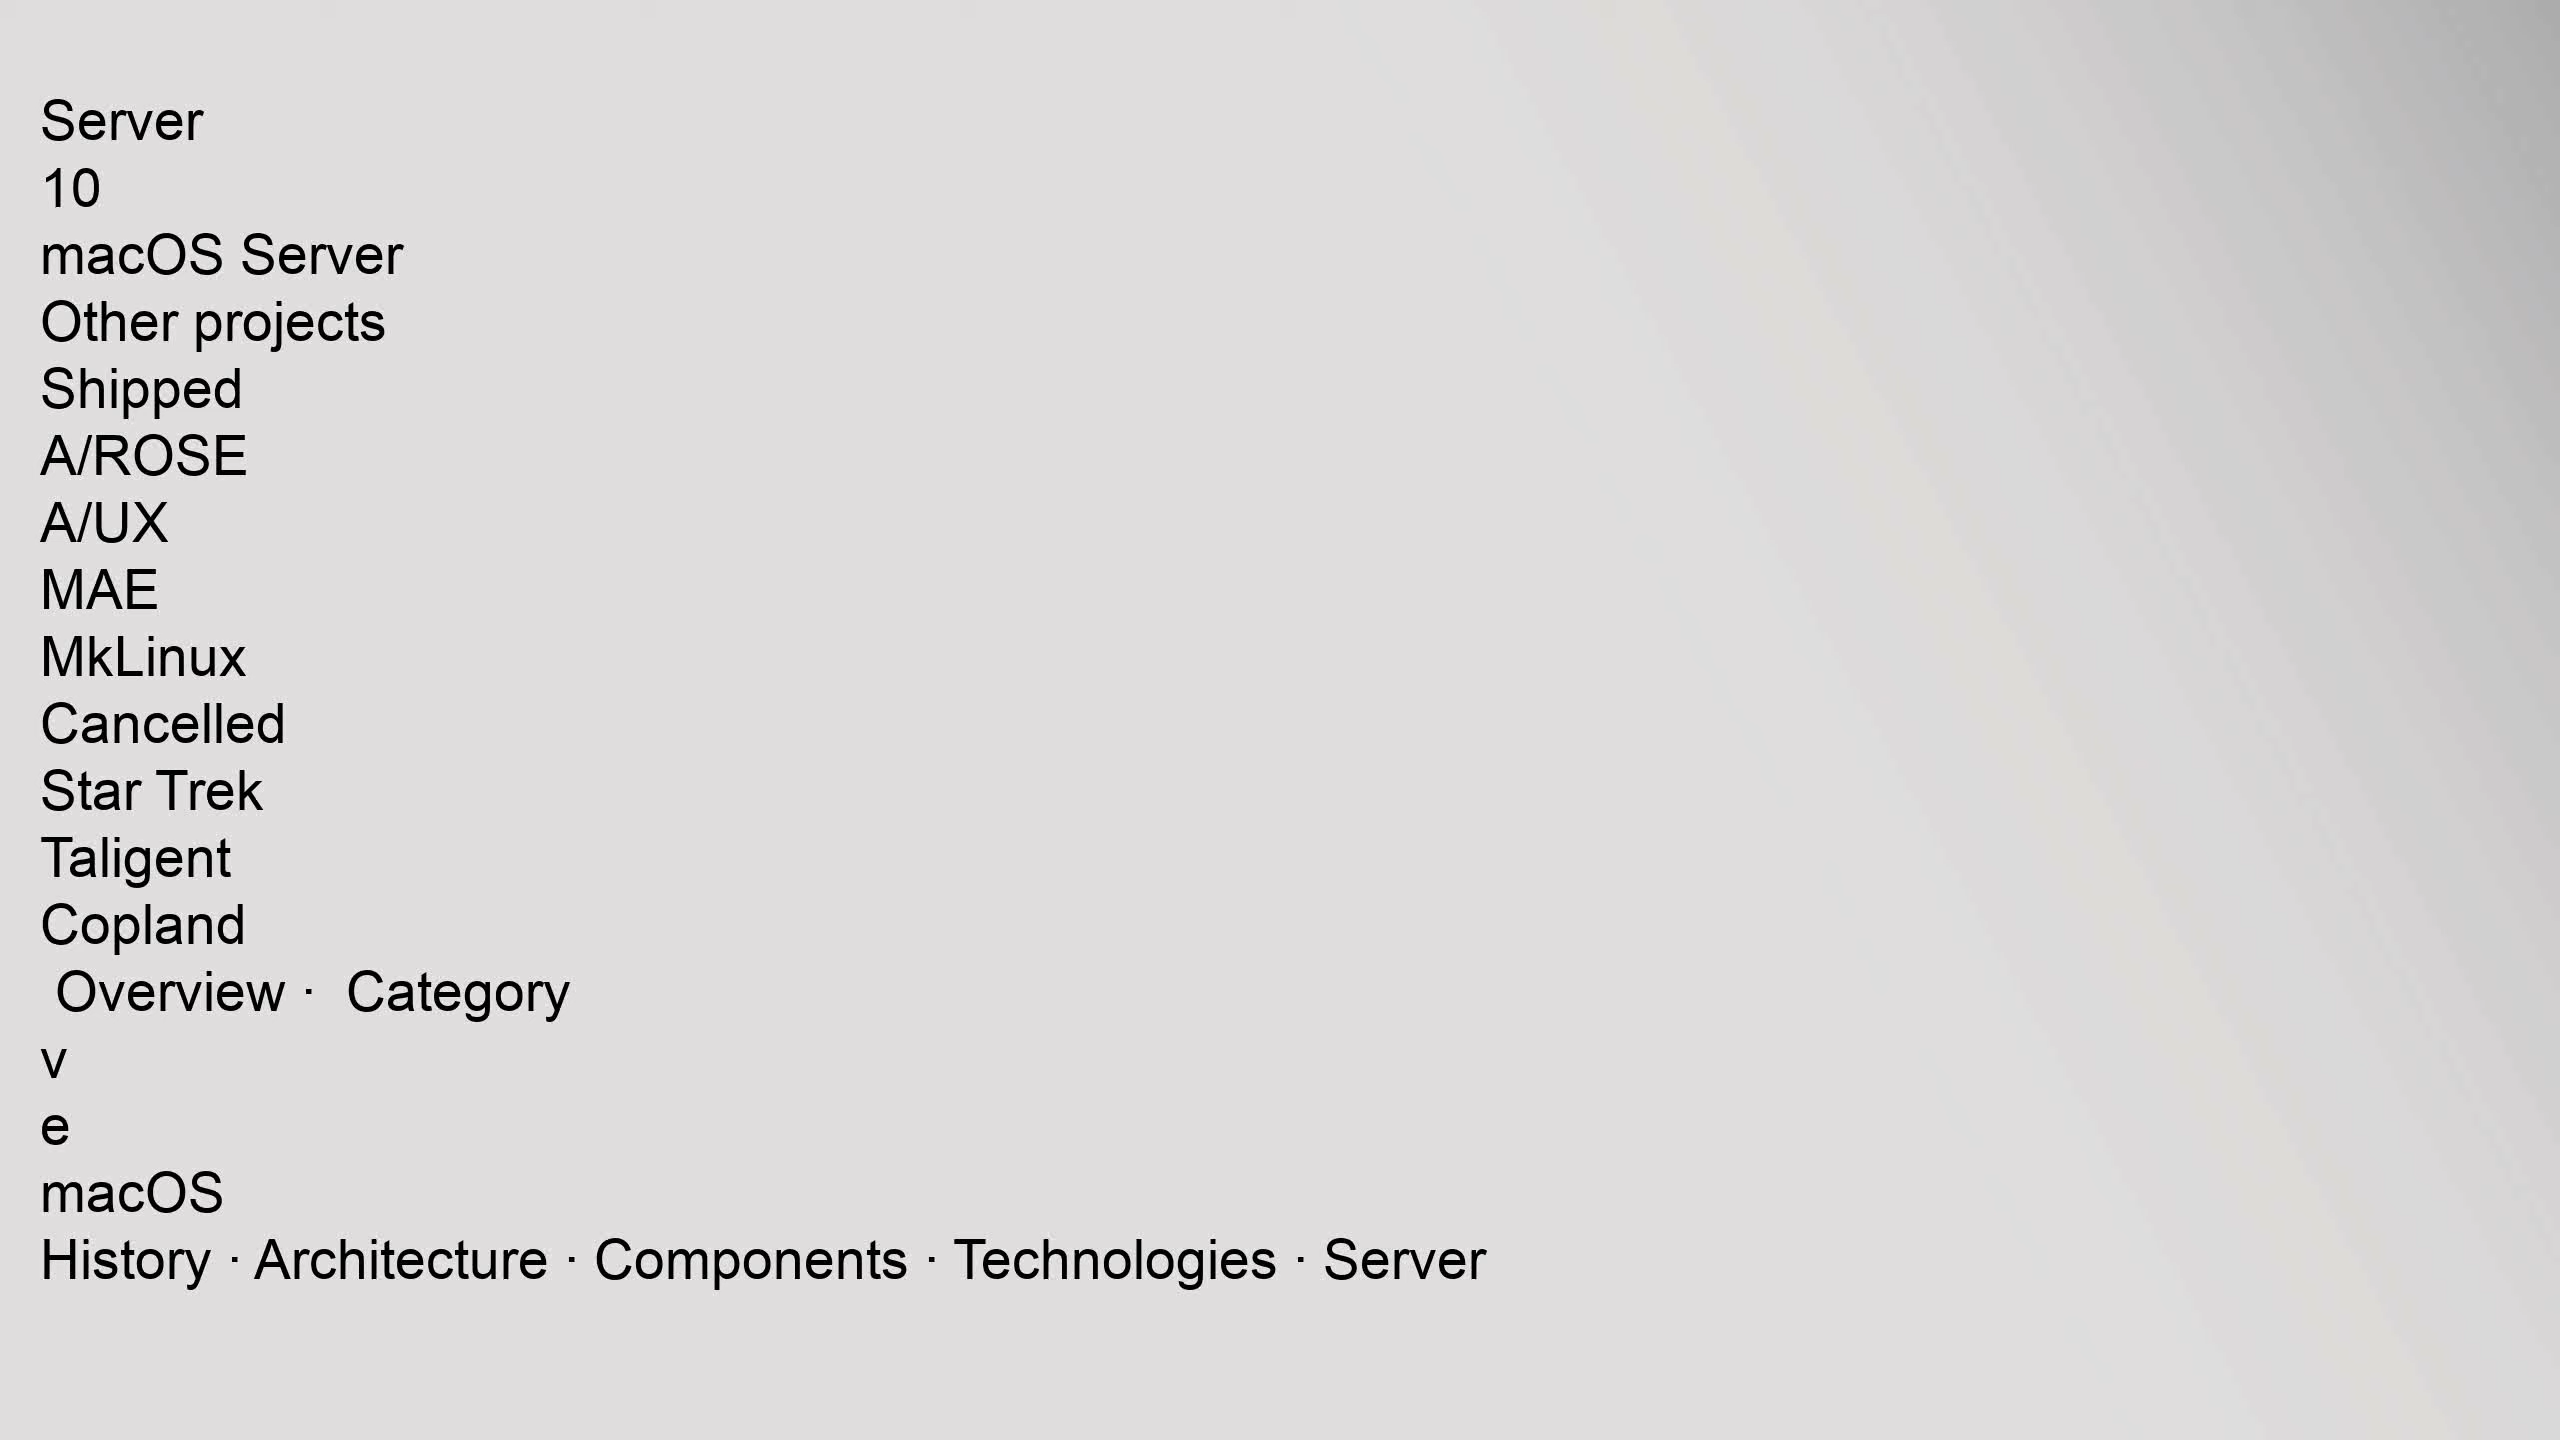 Server
10
macOS Server
Other projects
Shipped
A/ROSE
A/UX
MAE
MkLinux
Cancelled
Star Trek
Taligent
Copland
Overview · Category
v
e
macOS
History · Architecture · Components · Technologies · Server